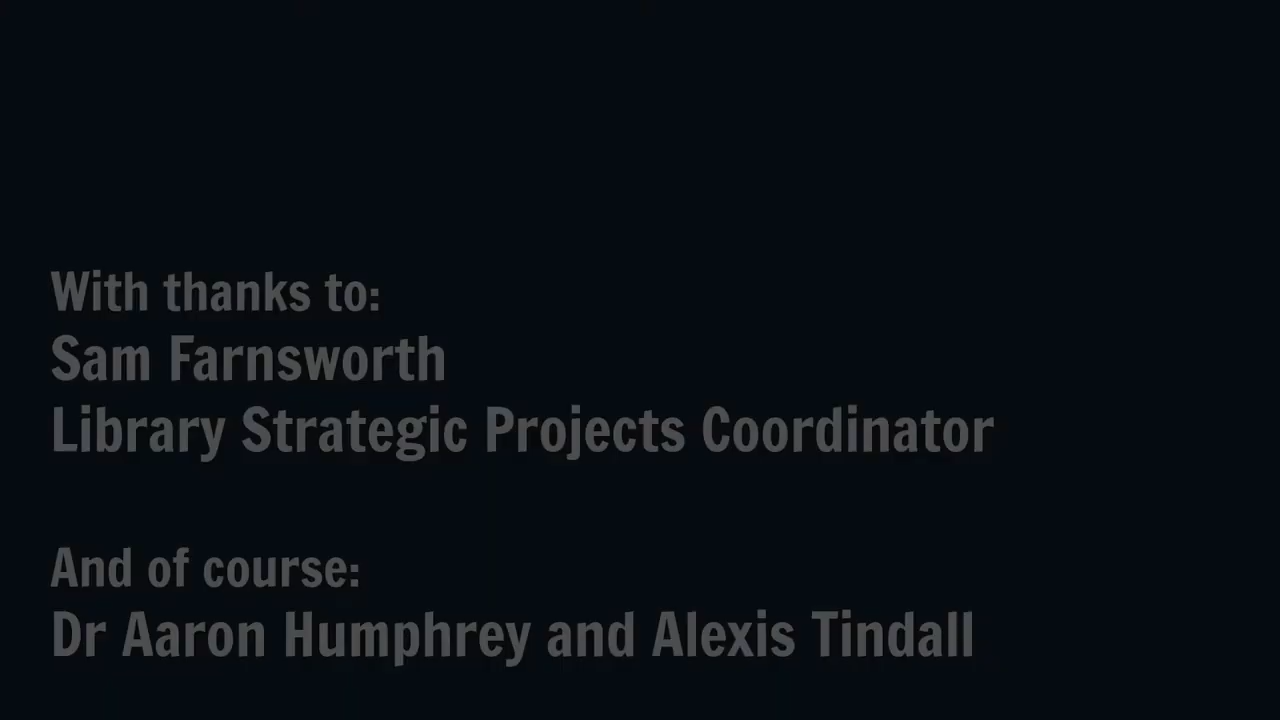 With thanks to:
Sam Farnsworth
Library Strategic Projects Coordinator
And of course:
Dr Aaron Humphrey and Alexis Tindall